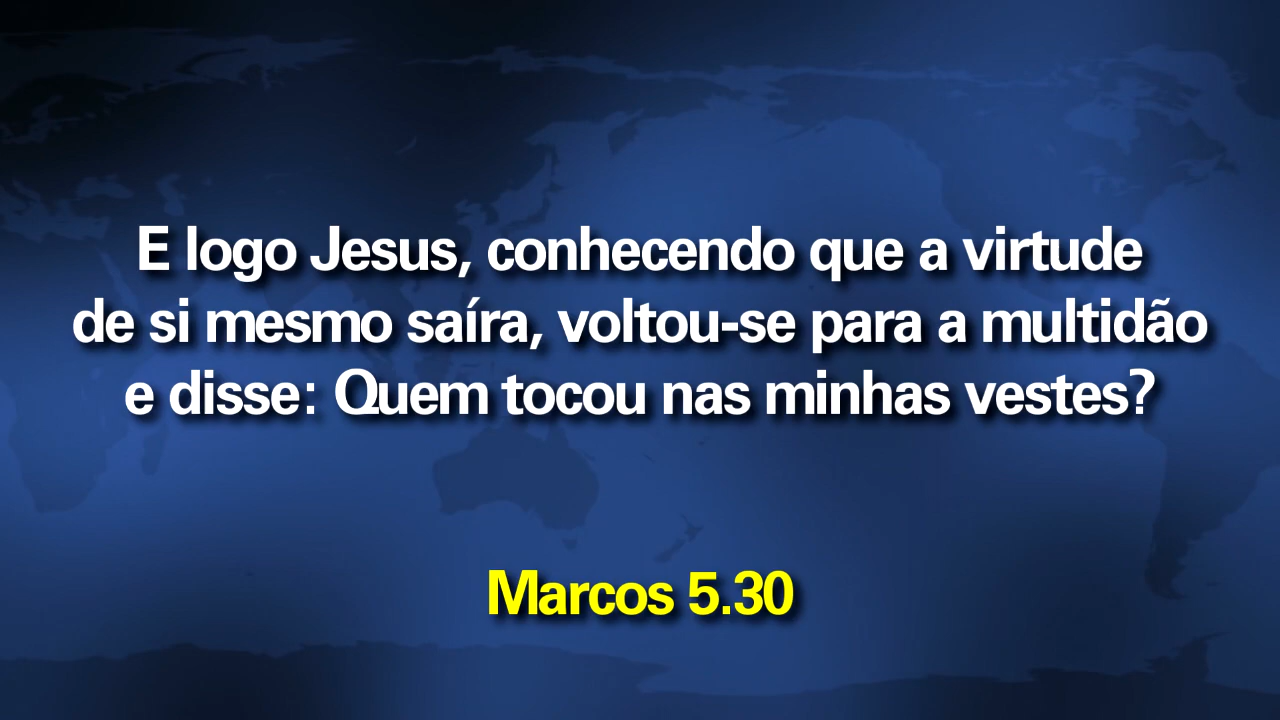 E logo Jesus, conhecendo que a virtude
de si mesmo saíra, voltou-se para a multidão
e disse: Quem tocou nas minhas vestes?
Marcos 5.30